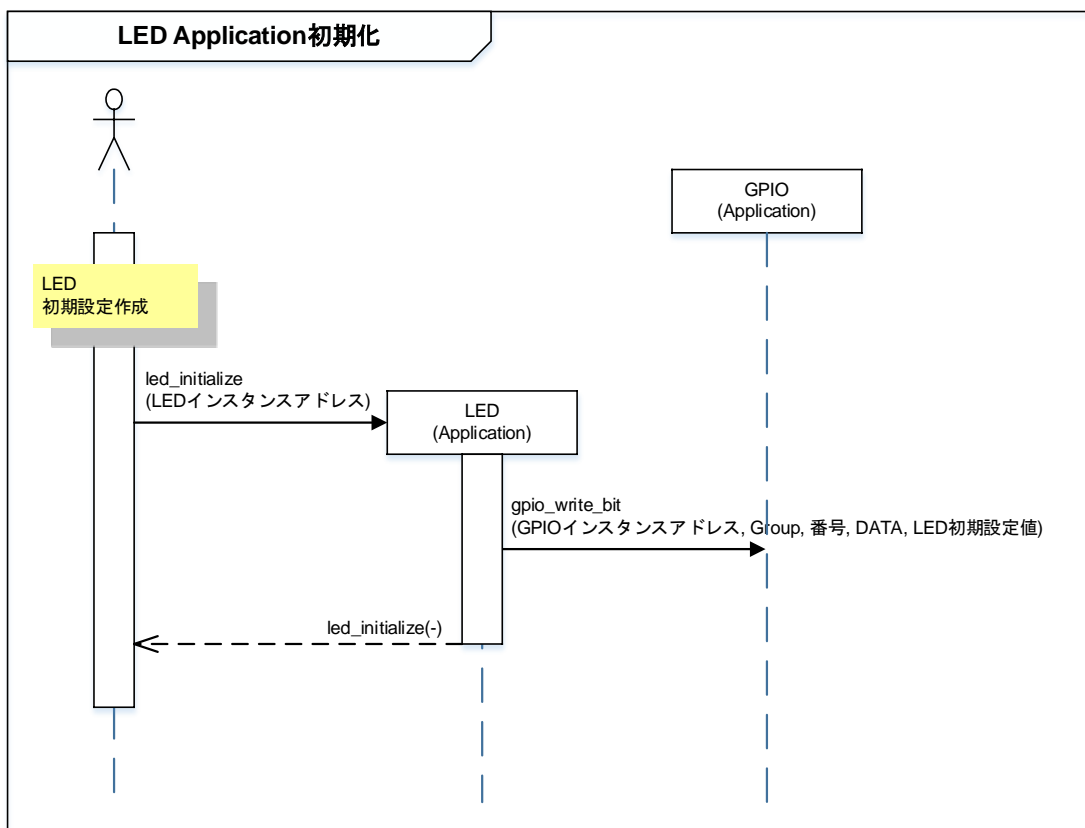 LED Application初期化
GPIO
(Application)
LED
初期設定作成
led_initialize
(LEDインスタンスアドレス)
LED
(Application)
gpio_write_bit
(GPIOインスタンスアドレス, Group, 番号, DATA, LED初期設定値)
led_initialize(-)